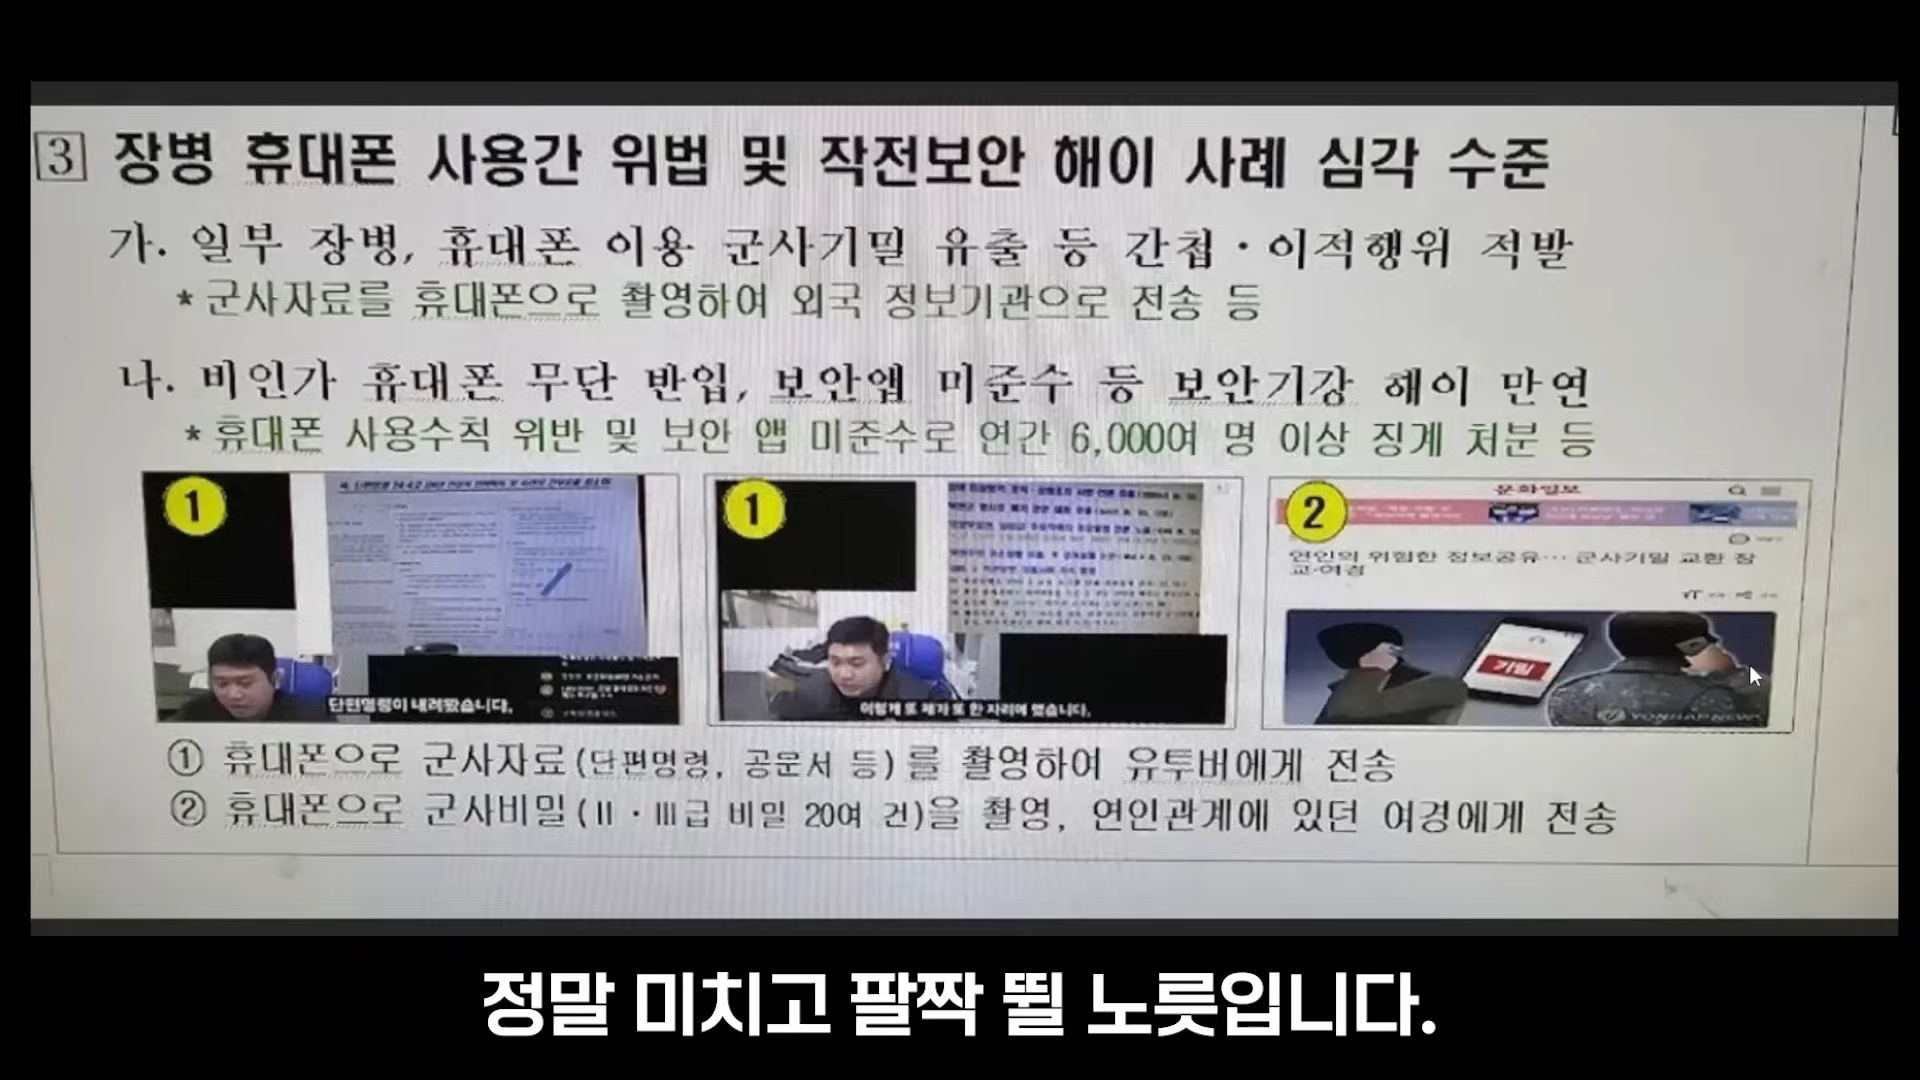 3 장병 휴대폰 사용간 위법 및 작전보안 해이 사례 심각 수준
가. 일부 장병, 휴대폰 이용 군사기밀 유출 등 간첩·이적행위 적발
* 군사자료를 휴대폰으로 촬영하여 외국 정보기관으로 전송 등
나. 비인가 휴대폰 무단 반입, 보안앱 미준수 등 보안기강 해이 만연
* 휴대폰 사용수칙 위반 및 보안 앱 미준수로 연간 6,000여 명 이상 징계 처분 등
1
단편명령이 내려왔습니다.
1
이렇게 또 제가 또 한 자리에 했습니다.
2
문화일보
연인의 위험한 정보공유… 군사기밀 교환 장
교·여경
기밀
YONHAPNEWS
① 휴대폰으로 군사자료(단편명령, 공문서 등)를 촬영하여 유투버에게 전송
② 휴대폰으로 군사비밀(Ⅱ·Ⅲ급 비밀 20여 건)을 촬영, 연인관계에 있던 여경에게 전송
정말 미치고 팔짝 뛸 노릇입니다.